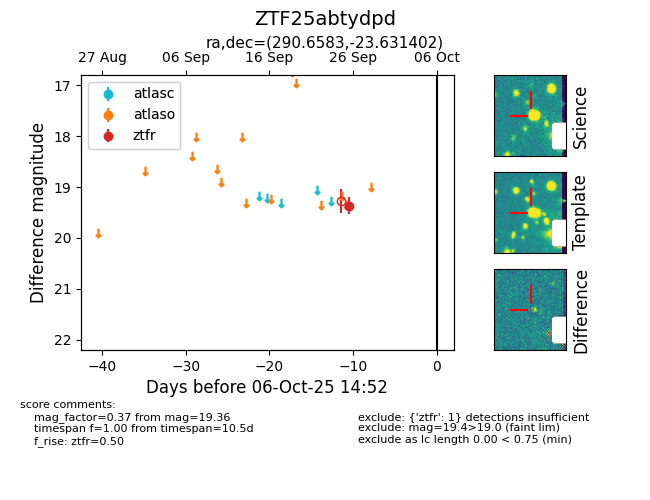 ZTF25abtydpd
ra,dec=(290.6583,-23.631402)
27 Aug 06 Sep 16 Sep 26 Sep 06 Oct
atlasc
atlaso
ztfr
17
18
19
20
21
22
Difference magnitude
−40 −30 −20 −10 0
Days before 06-Oct-25 14:52
Science
Template
Difference
score comments:
mag_factor=0.37 from mag=19.36
timespan f=1.00 from timespan=10.5d
f_rise: ztfr=0.50
exclude: {'ztfr': 1} detections insufficient
exclude: mag=19.4>19.0 (faint lim)
exclude as lc length 0.00 < 0.75 (min)